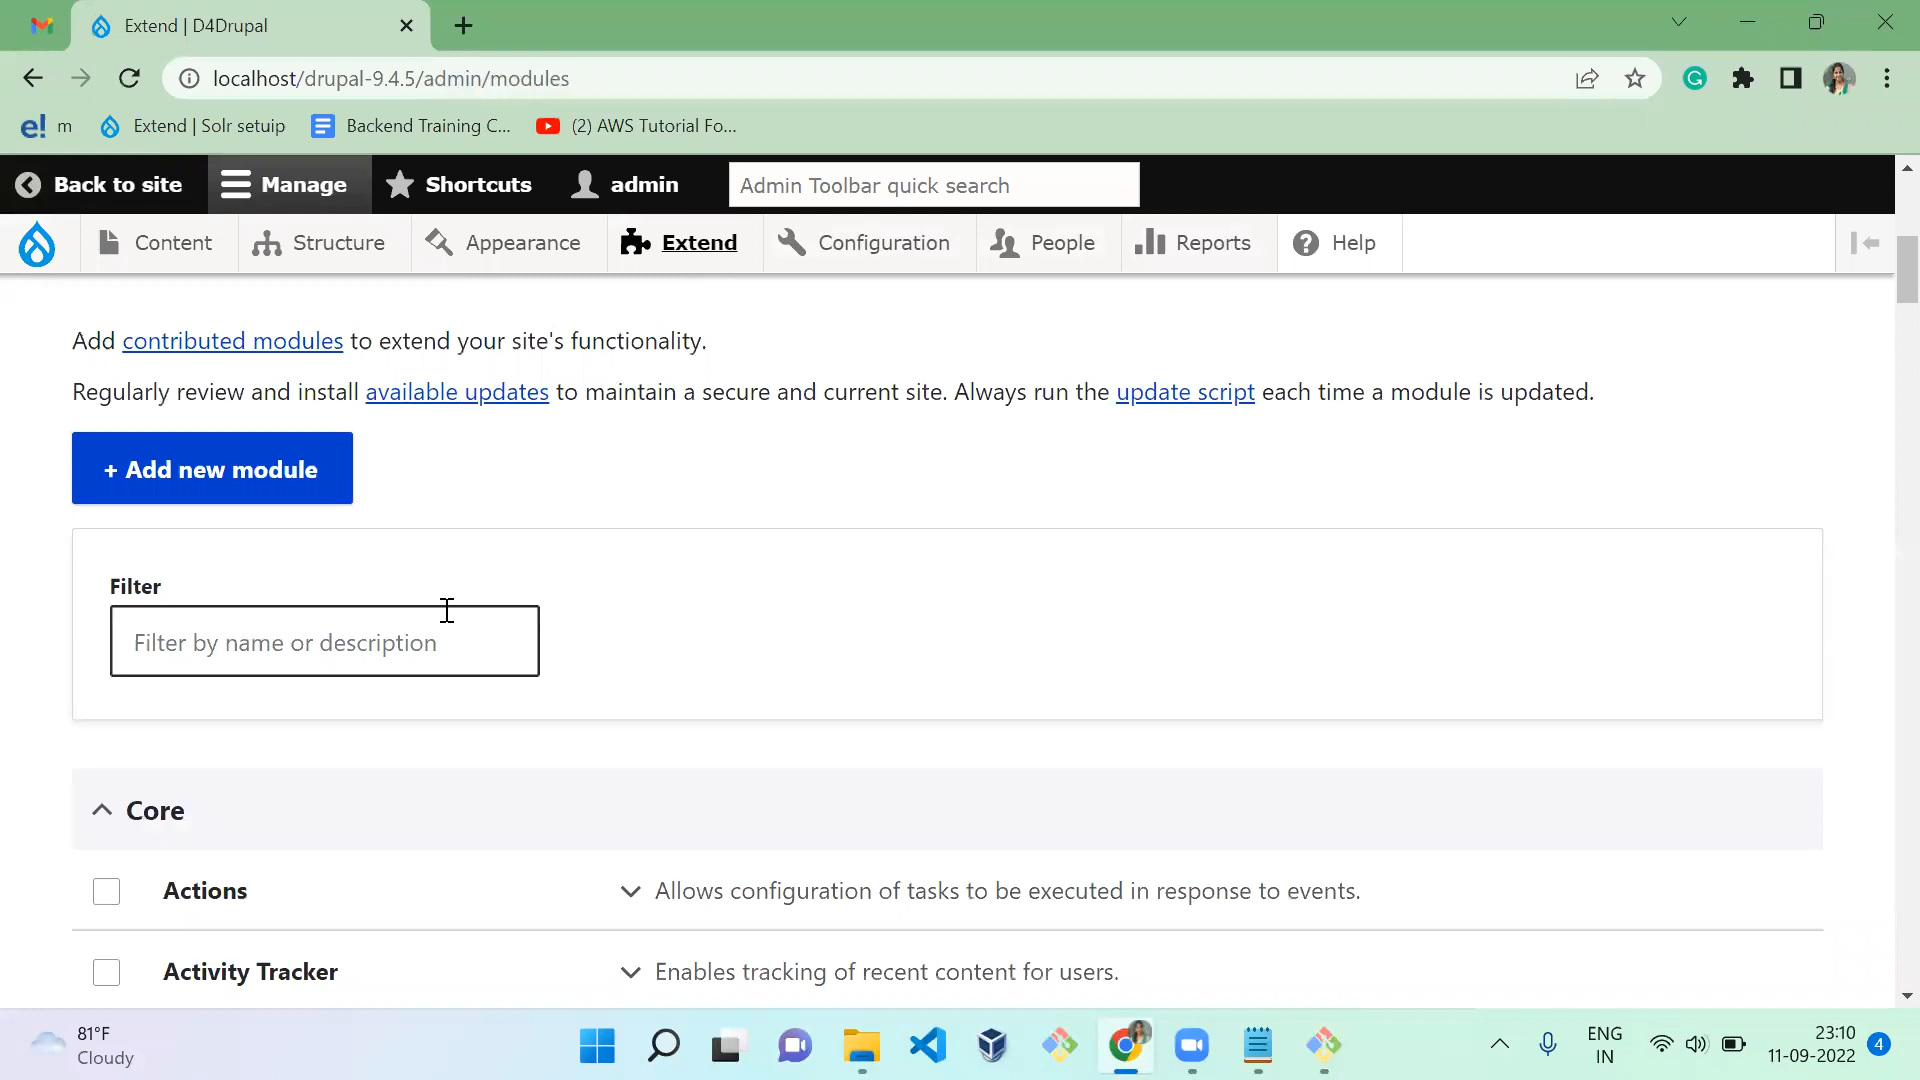 Extend | D4Drupal
localhost/drupal-9.4.5/admin/modules
e! m
Extend | Solr setuip
Backend Training C...
(2) AWS Tutorial Fo...
Back to site
Manage
Shortcuts
admin
Admin Toolbar quick search
Content
Structure
Appearance
Extend
Configuration
People
Reports
Help
Add contributed modules to extend your site's functionality.
Regularly review and install available updates to maintain a secure and current site. Always run the update script each time a module is updated.
+ Add new module
Filter
Filter by name or description
Core
Actions
Allows configuration of tasks to be executed in response to events.
Activity Tracker
Enables tracking of recent content for users.
81°F
Cloudy
ENG
IN
23:10
11-09-2022
4